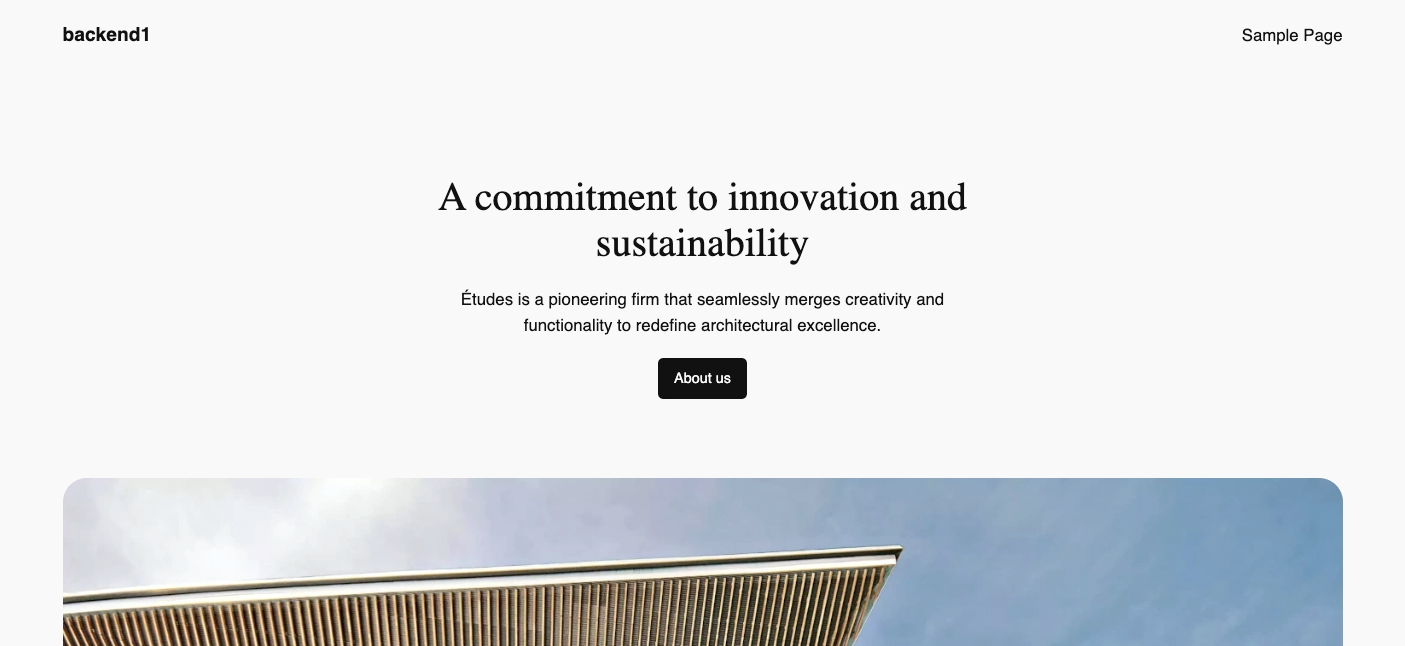 backend1
Sample Page
A commitment to innovation and
sustainability
Études is a pioneering firm that seamlessly merges creativity and
functionality to redefine architectural excellence.
About us